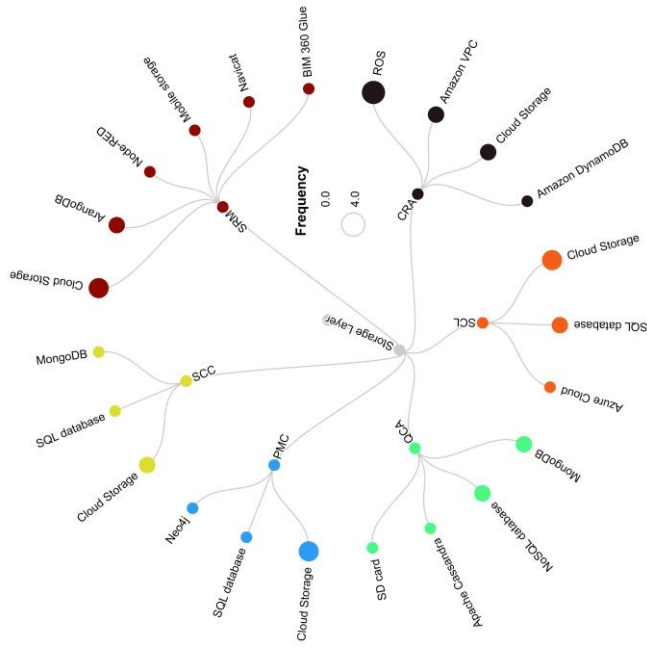 BIM 360 Glue
Navicat
Mobile storage
Node-RED
ArangoDB
Cloud Storage
SRM
ROS
Amazon VPC
Cloud Storage
Amazon DynamoDB
CRA
Frequency
0.0
4.0
Cloud Storage
SQL database
Azure Cloud
SCL
Storage Layer
MongoDB
SQL database
Cloud Storage
SCC
PMC
Neo4j
SQL database
Cloud Storage
QCA
MongoDB
NoSQL database
Apache Cassandra
SD card